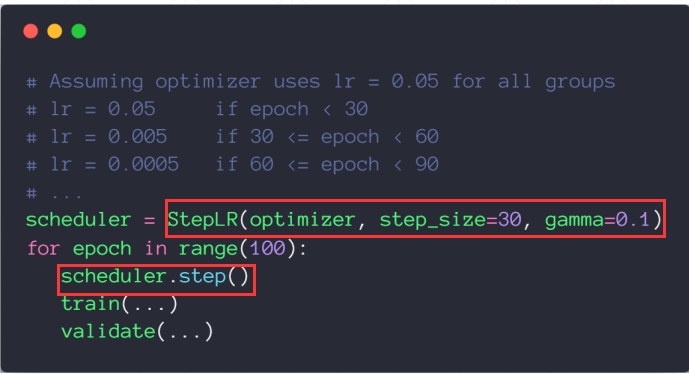 # Assuming optimizer uses lr = 0.05 for all groups
# lr = 0.05     if epoch < 30
# lr = 0.005    if 30 <= epoch < 60
# lr = 0.0005   if 60 <= epoch < 90
# ...
scheduler = StepLR(optimizer, step_size=30, gamma=0.1)
for epoch in range(100):
    scheduler.step()
    train(...)
    validate(...)